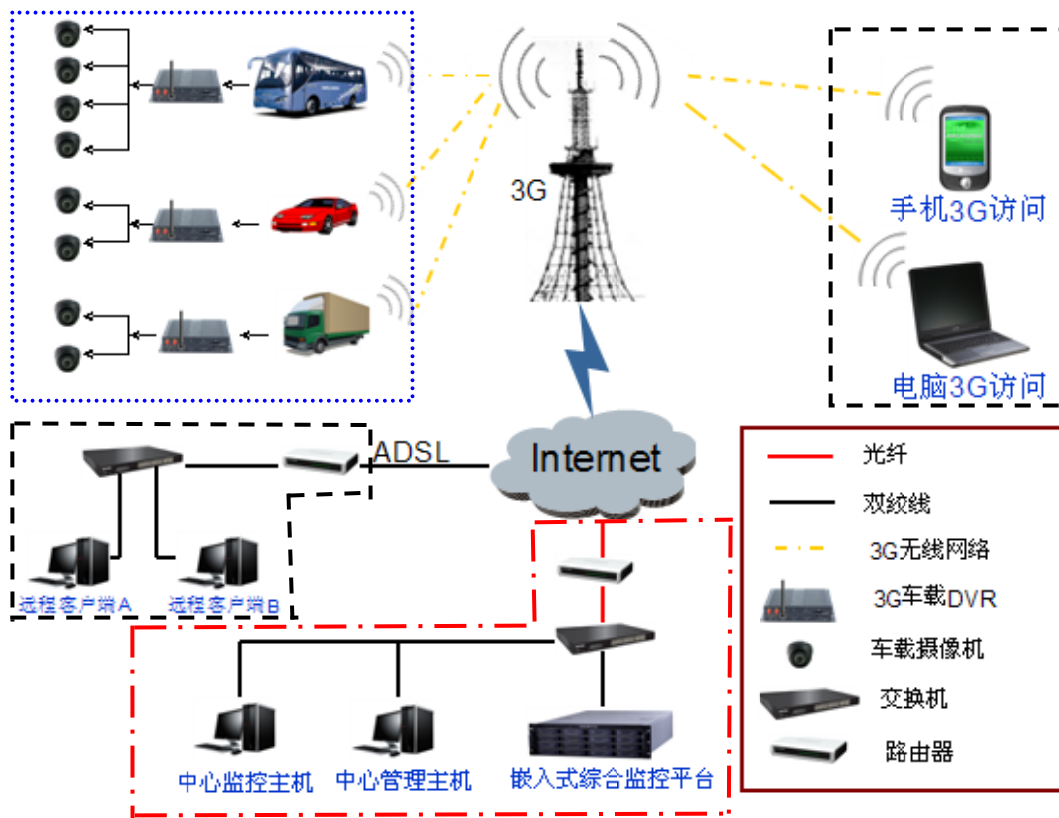 3G
手机3G访问
电脑3G访问
ADSL
Internet
远程客户端A
远程客户端B
中心监控主机
中心管理主机
嵌入式综合监控平台
光纤
双绞线
3G无线网络
3G车载DVR
车载摄像机
交换机
路由器